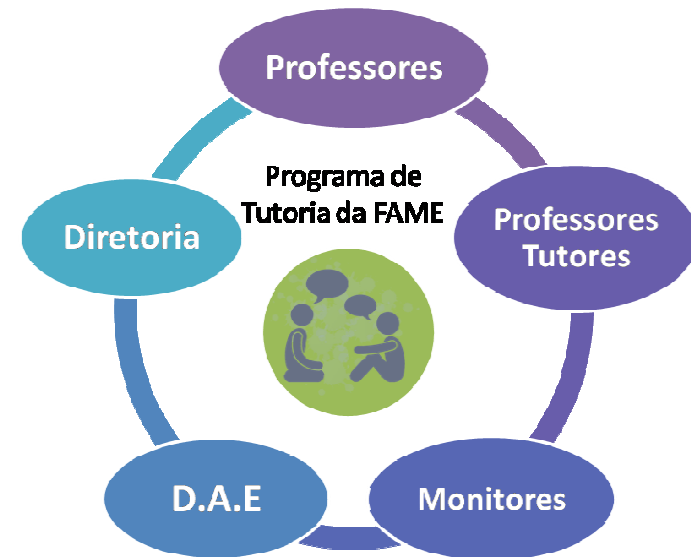 Professores
Programa de
Tutoria da FAME
Diretoria
Professores
Tutores
D.A.E
Monitores